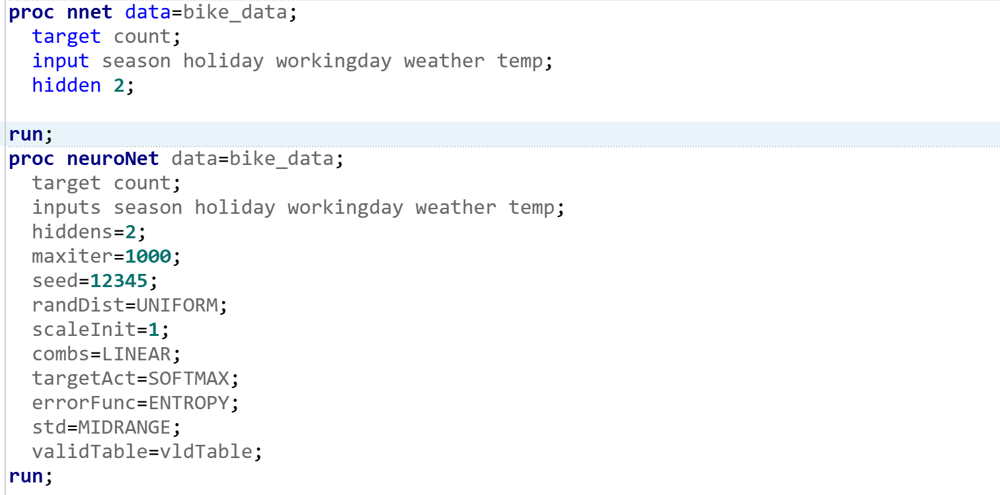 proc nnet data=bike_data;
target count;
input season holiday workingday weather temp;
hidden 2;
run;
proc neuroNet data=bike_data;
target count;
inputs season holiday workingday weather temp;
hiddens=2;
maxiter=1000;
seed=12345;
randDist=UNIFORM;
scaleInit=1;
combs=LINEAR;
targetAct=SOFTMAX;
errorFunc=ENTROPY;
std=MIDRANGE;
validTable=vldTable;
run;